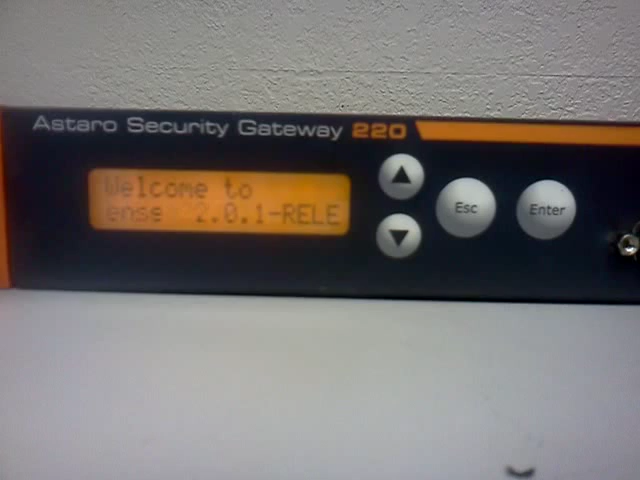 Astaro Security Gateway 220
Welcome to
ense 2.0.1-RELE
Esc
Enter